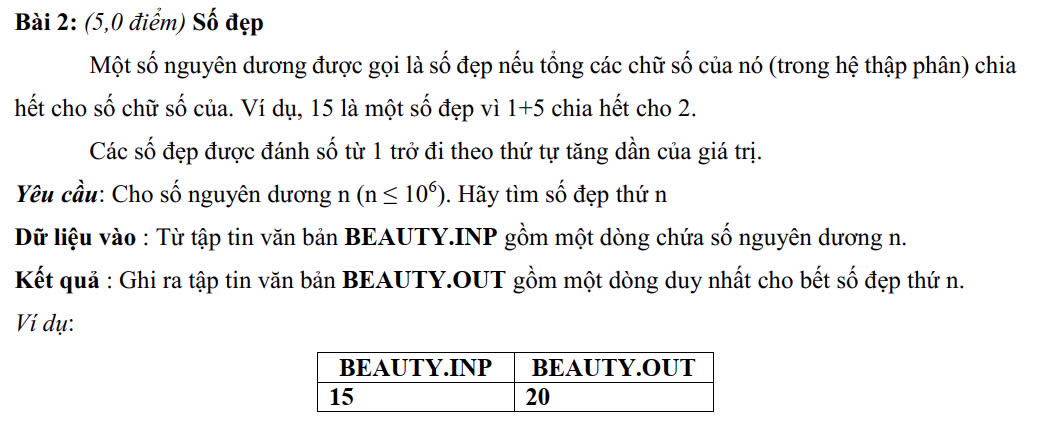 Bài 2: (5,0 điểm) Số đẹp
Một số nguyên dương được gọi là số đẹp nếu tổng các chữ số của nó (trong hệ thập phân) chia
hết cho số chữ số của. Ví dụ, 15 là một số đẹp vì 1+5 chia hết cho 2.
Các số đẹp được đánh số từ 1 trở đi theo thứ tự tăng dần của giá trị.
Yêu cầu: Cho số nguyên dương n (n ≤ 10⁶). Hãy tìm số đẹp thứ n
Dữ liệu vào : Từ tập tin văn bản BEAUTY.INP gồm một dòng chứa số nguyên dương n.
Kết quả : Ghi ra tập tin văn bản BEAUTY.OUT gồm một dòng duy nhất cho bết số đẹp thứ n.
Ví dụ:
BEAUTY.INP BEAUTY.OUT
15 20